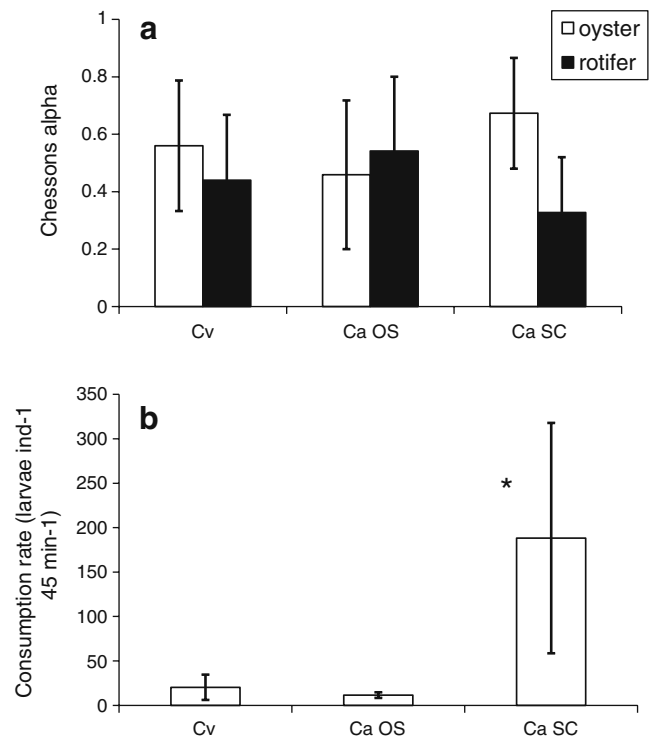 a
oyster
rotifer
Chessons alpha
1
0.8
0.6
0.4
0.2
0
Cv
Ca OS
Ca SC
b
*
Consumption rate (larvae ind-1
45 min-1)
350
300
250
200
150
100
50
0
Cv
Ca OS
Ca SC